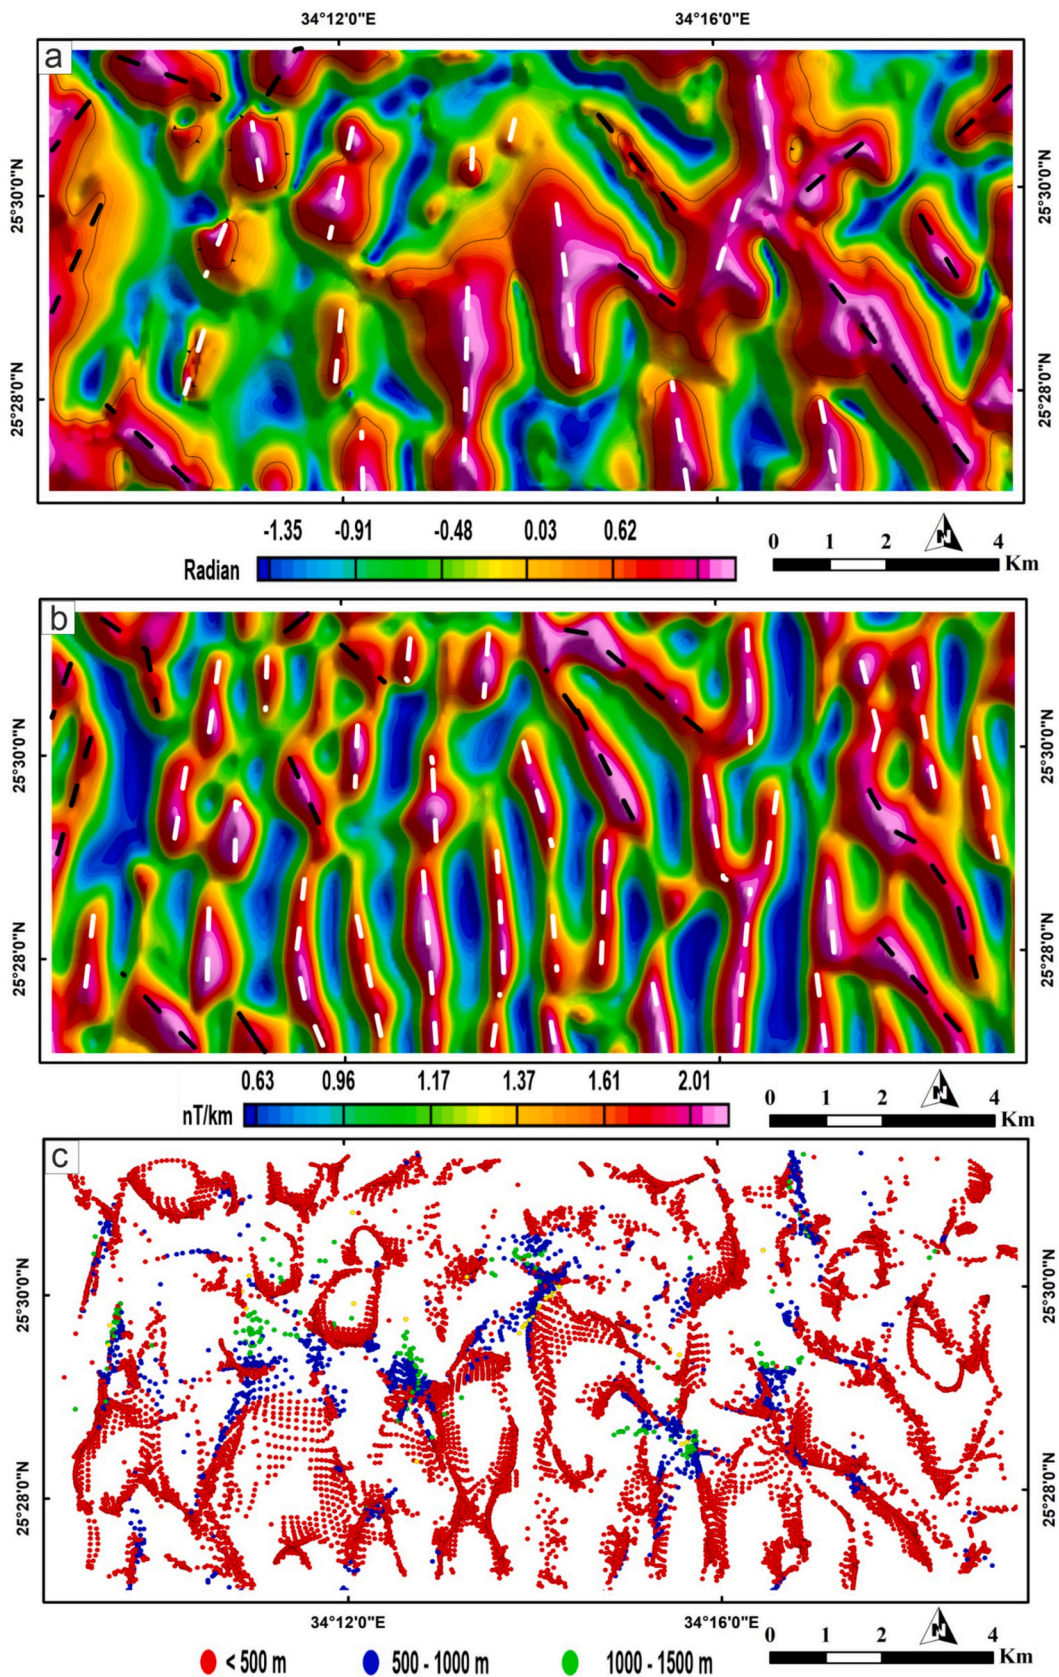 34°12'0"E 34°16'0"E
a
25°30'0"N 25°30'0"N
25°28'0"N 25°28'0"N
-1.35 -0.91 -0.48 0.03 0.62
Radian
N
0 1 2 4
Km
b
25°30'0"N 25°30'0"N
25°28'0"N 25°28'0"N
0.63 0.96 1.17 1.37 1.61 2.01
nT/km
N
0 1 2 4
Km
c
25°30'0"N 25°30'0"N
25°28'0"N 25°28'0"N
34°12'0"E 34°16'0"E
N
0 1 2 4
Km
< 500 m 500 - 1000 m 1000 - 1500 m